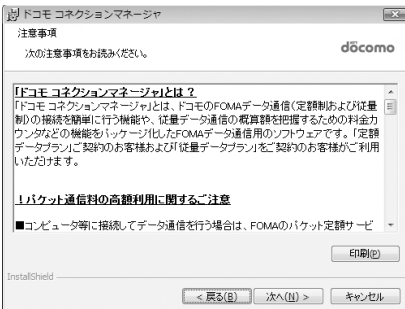 ドコモ コネクションマネージャ
注意事項
次の注意事項をお読みください。
döcomo
「ドコモ コネクションマネージャ」とは？
「ドコモ コネクションマネージャ」とは、ドコモのFOMAデータ通信（定額制および従量
制）の接続を簡単に行う機能や、従量データ通信の概算額を把握するための料金カ
ウンタなどの機能をパッケージ化したFOMAデータ通信用のソフトウェアです。「定額
データプラン」ご契約のお客様および「従量データプラン」をご契約のお客様がご利用
いただけます。
！パケット通信料の高額利用に関するご注意
■コンピュータ等に接続してデータ通信を行う場合は、FOMAのパケット定額サービ
印刷(P)
InstallShield
< 戻る(B)
次へ(N) >
キャンセル